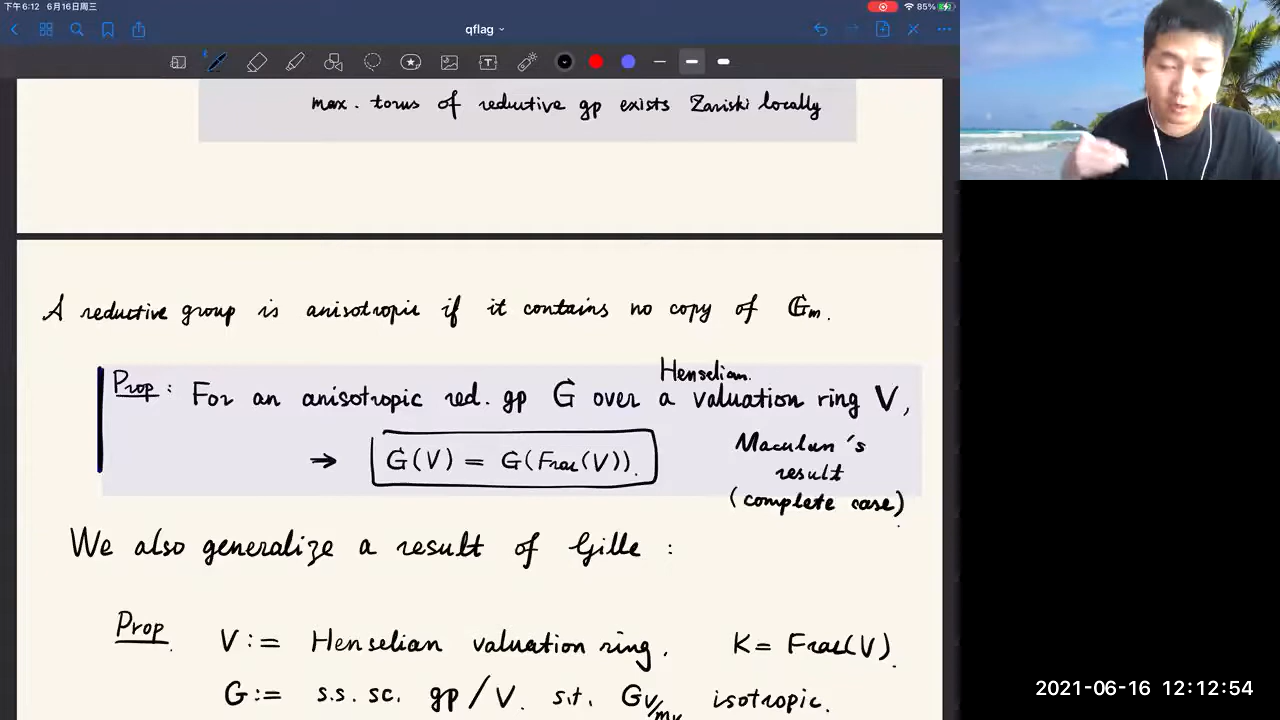 下午6:12 6月16日周三
85%
qflag
max. torus of reductive gp exists Zariski locally
A reductive group is anisotropic if it contains no copy of 𝔾m.
Henselian.
Prop: For an anisotropic red. gp G over a valuation ring V,
→ G(V) = G(Frac(V)).
Maculan's
result
(complete case).
We also generalize a result of Gille :
Prop. V := Henselian valuation ring. K = Frac(V).
G := s.s. sc. gp / V. s.t. G_{V/m_V} isotropic.
2021-06-16 12:12:54